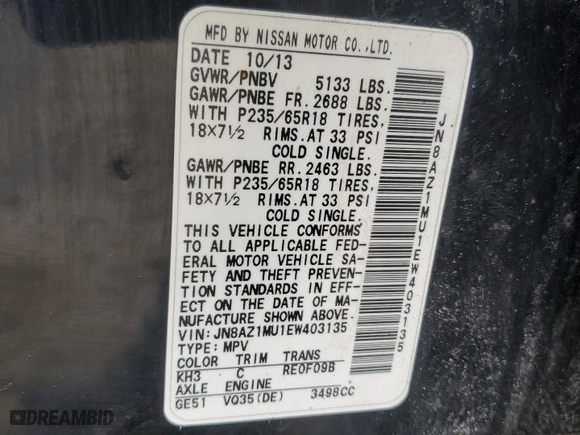 MFD BY NISSAN MOTOR CO.,LTD.
DATE 10/13
GVWR/PNBV 5133 LBS.
GAWR/PNBE FR. 2688 LBS.
WITH P235/65R18 TIRES,
18×7½ RIMS.AT 33 PSI
COLD SINGLE.
GAWR/PNBE RR. 2463 LBS.
WITH P235/65R18 TIRES,
18×7½ RIMS.AT 33 PSI
COLD SINGLE.
THIS VEHICLE CONFORMS
TO ALL APPLICABLE FED-
ERAL MOTOR VEHICLE SA-
FETY AND THEFT PREVEN-
TION STANDARDS IN EFF-
ECT ON THE DATE OF MA-
NUFACTURE SHOWN ABOVE.
VIN:JN8AZ1MU1EW403135
TYPE:MPV
COLOR TRIM TRANS
KH3 C RE0F09B
AXLE ENGINE
GE51 VQ35(DE) 3498CC
JN8AZ1MU1EW403135
DREAMBID